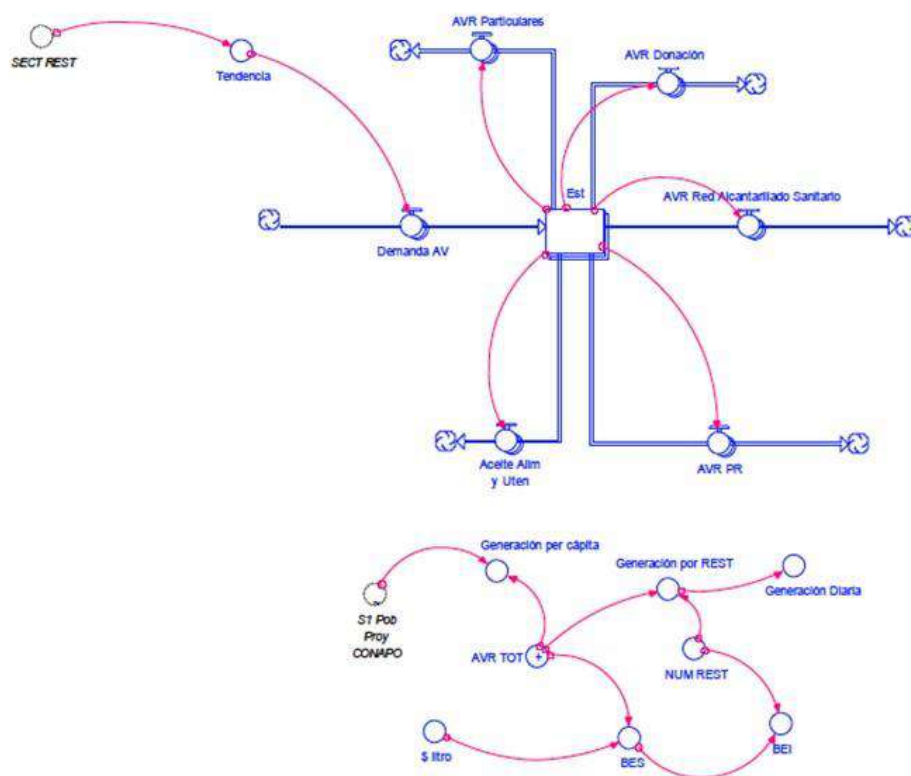 AVR Particulares
SECT REST
Tendencia
AVR Donación
Est
AVR Red Alcantarillado Sanitario
Demanda AV
Aceite Alim
y Uten
AVR PR
Generación per cápita
Generación por REST
Generación Diaria
S1 Pob
Proy
CONAPO
AVR TOT
NUM REST
$ litro
BES
BEI